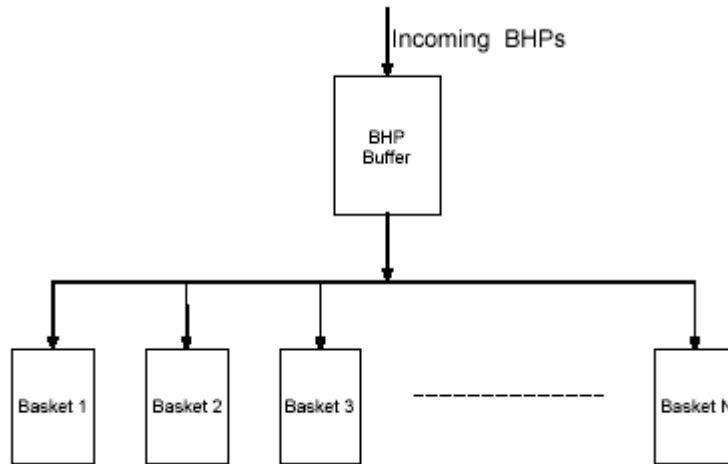 Incoming BHPs
BHP
Buffer
Basket 1
Basket 2
Basket 3
Basket N